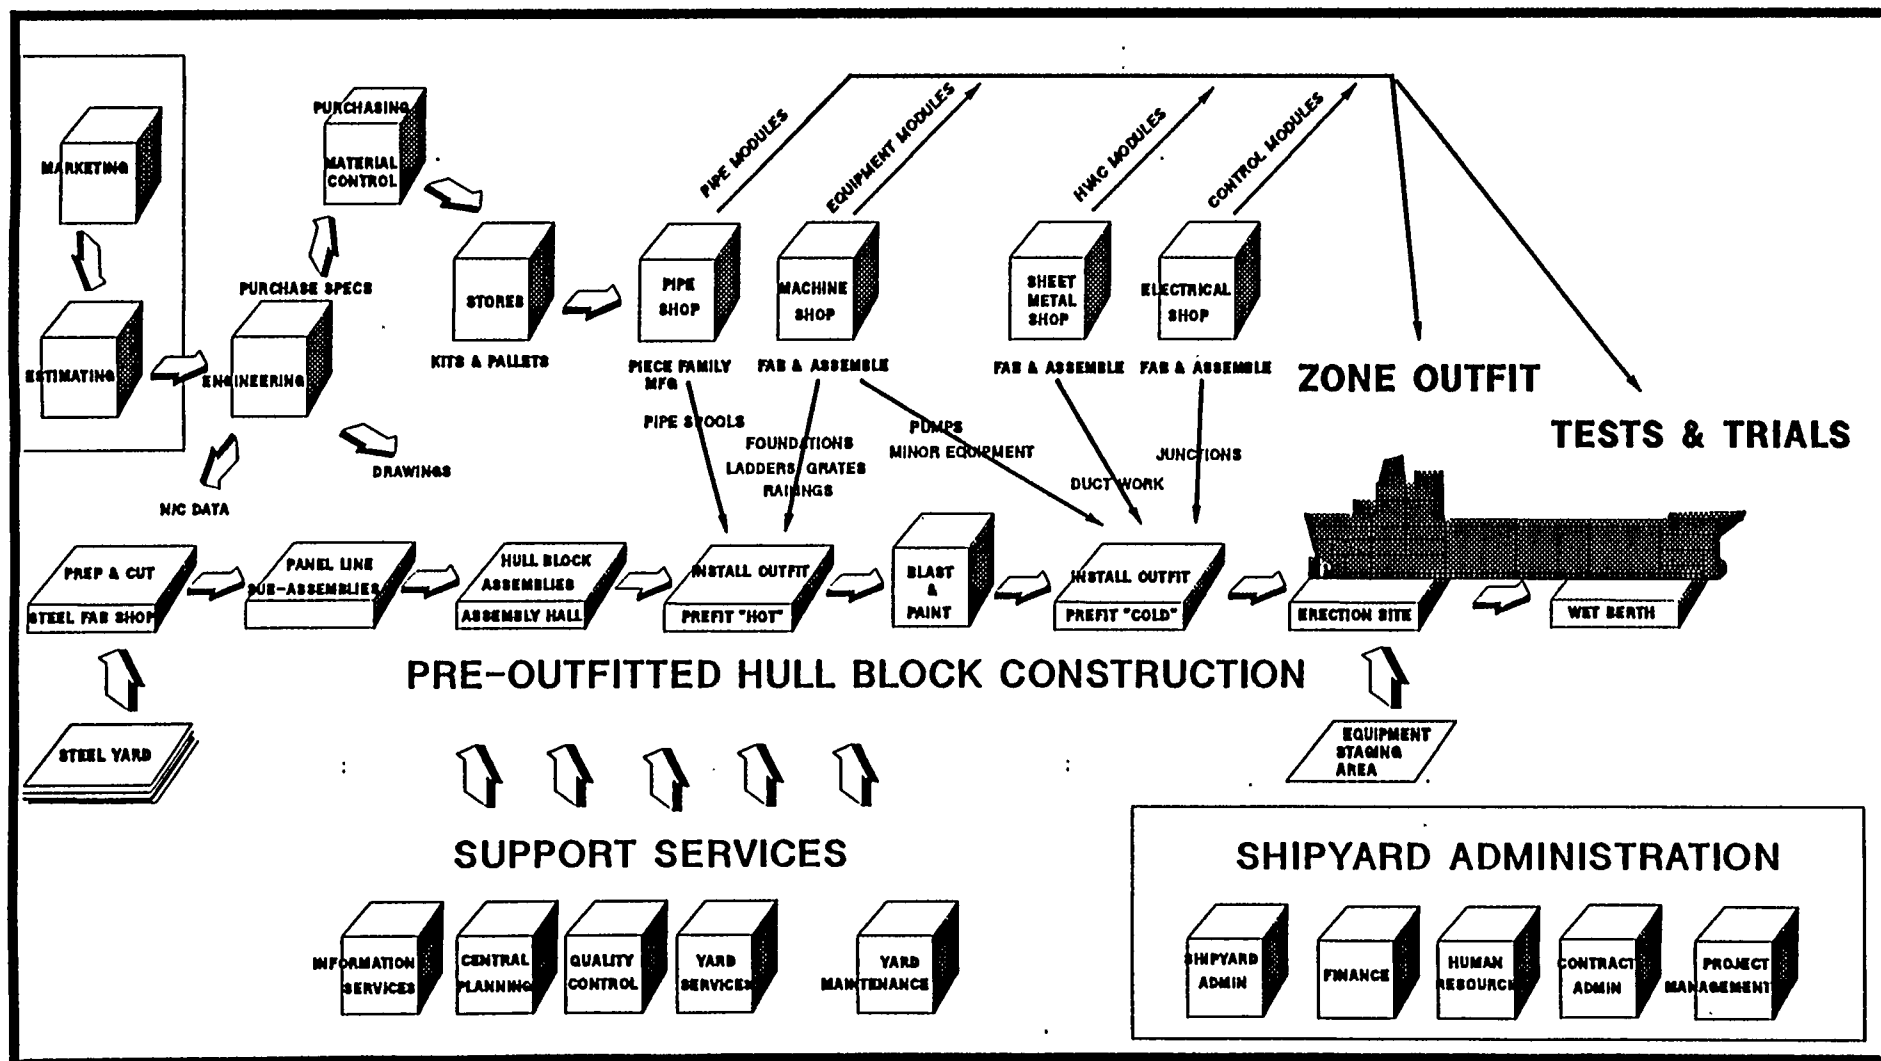 MARKETING
ESTIMATING
PURCHASING
MATERIAL
CONTROL
PURCHASE SPECS
ENGINEERING
DRAWINGS
N/C DATA
STORES
KITS & PALLETS
PIPE MODULES
EQUIPMENT MODULES
HVAC MODULES
CONTROL MODULES
PIPE
SHOP
PIECE FAMILY
MFG
PIPE SPOOLS
MACHINE
SHOP
FAB & ASSEMBLE
FOUNDATIONS
LADDERS, GRATES
RAININGS
PUMPS
MINOR EQUIPMENT
SHEET
METAL
SHOP
FAB & ASSEMBLE
DUCT WORK
ELECTRICAL
SHOP
FAB & ASSEMBLE
JUNCTIONS
ZONE OUTFIT
TESTS & TRIALS
PREP & CUT
STEEL FAB SHOP
PANEL LINE
SUB-ASSEMBLIES
HULL BLOCK
ASSEMBLIES
ASSEMBLY HALL
INSTALL OUTFIT
PREFIT "HOT"
BLAST
&
PAINT
INSTALL OUTFIT
PREFIT "COLD"
ERECTION SITE
WET BERTH
PRE-OUTFITTED HULL BLOCK CONSTRUCTION
STEEL YARD
EQUIPMENT
STAGING
AREA
SUPPORT SERVICES
INFORMATION
SERVICES
CENTRAL
PLANNING
QUALITY
CONTROL
YARD
SERVICES
YARD
MAINTENANCE
SHIPYARD ADMINISTRATION
SHIPYARD
ADMIN
FINANCE
HUMAN
RESOURCE
CONTRACT
ADMIN
PROJECT
MANAGEMENT